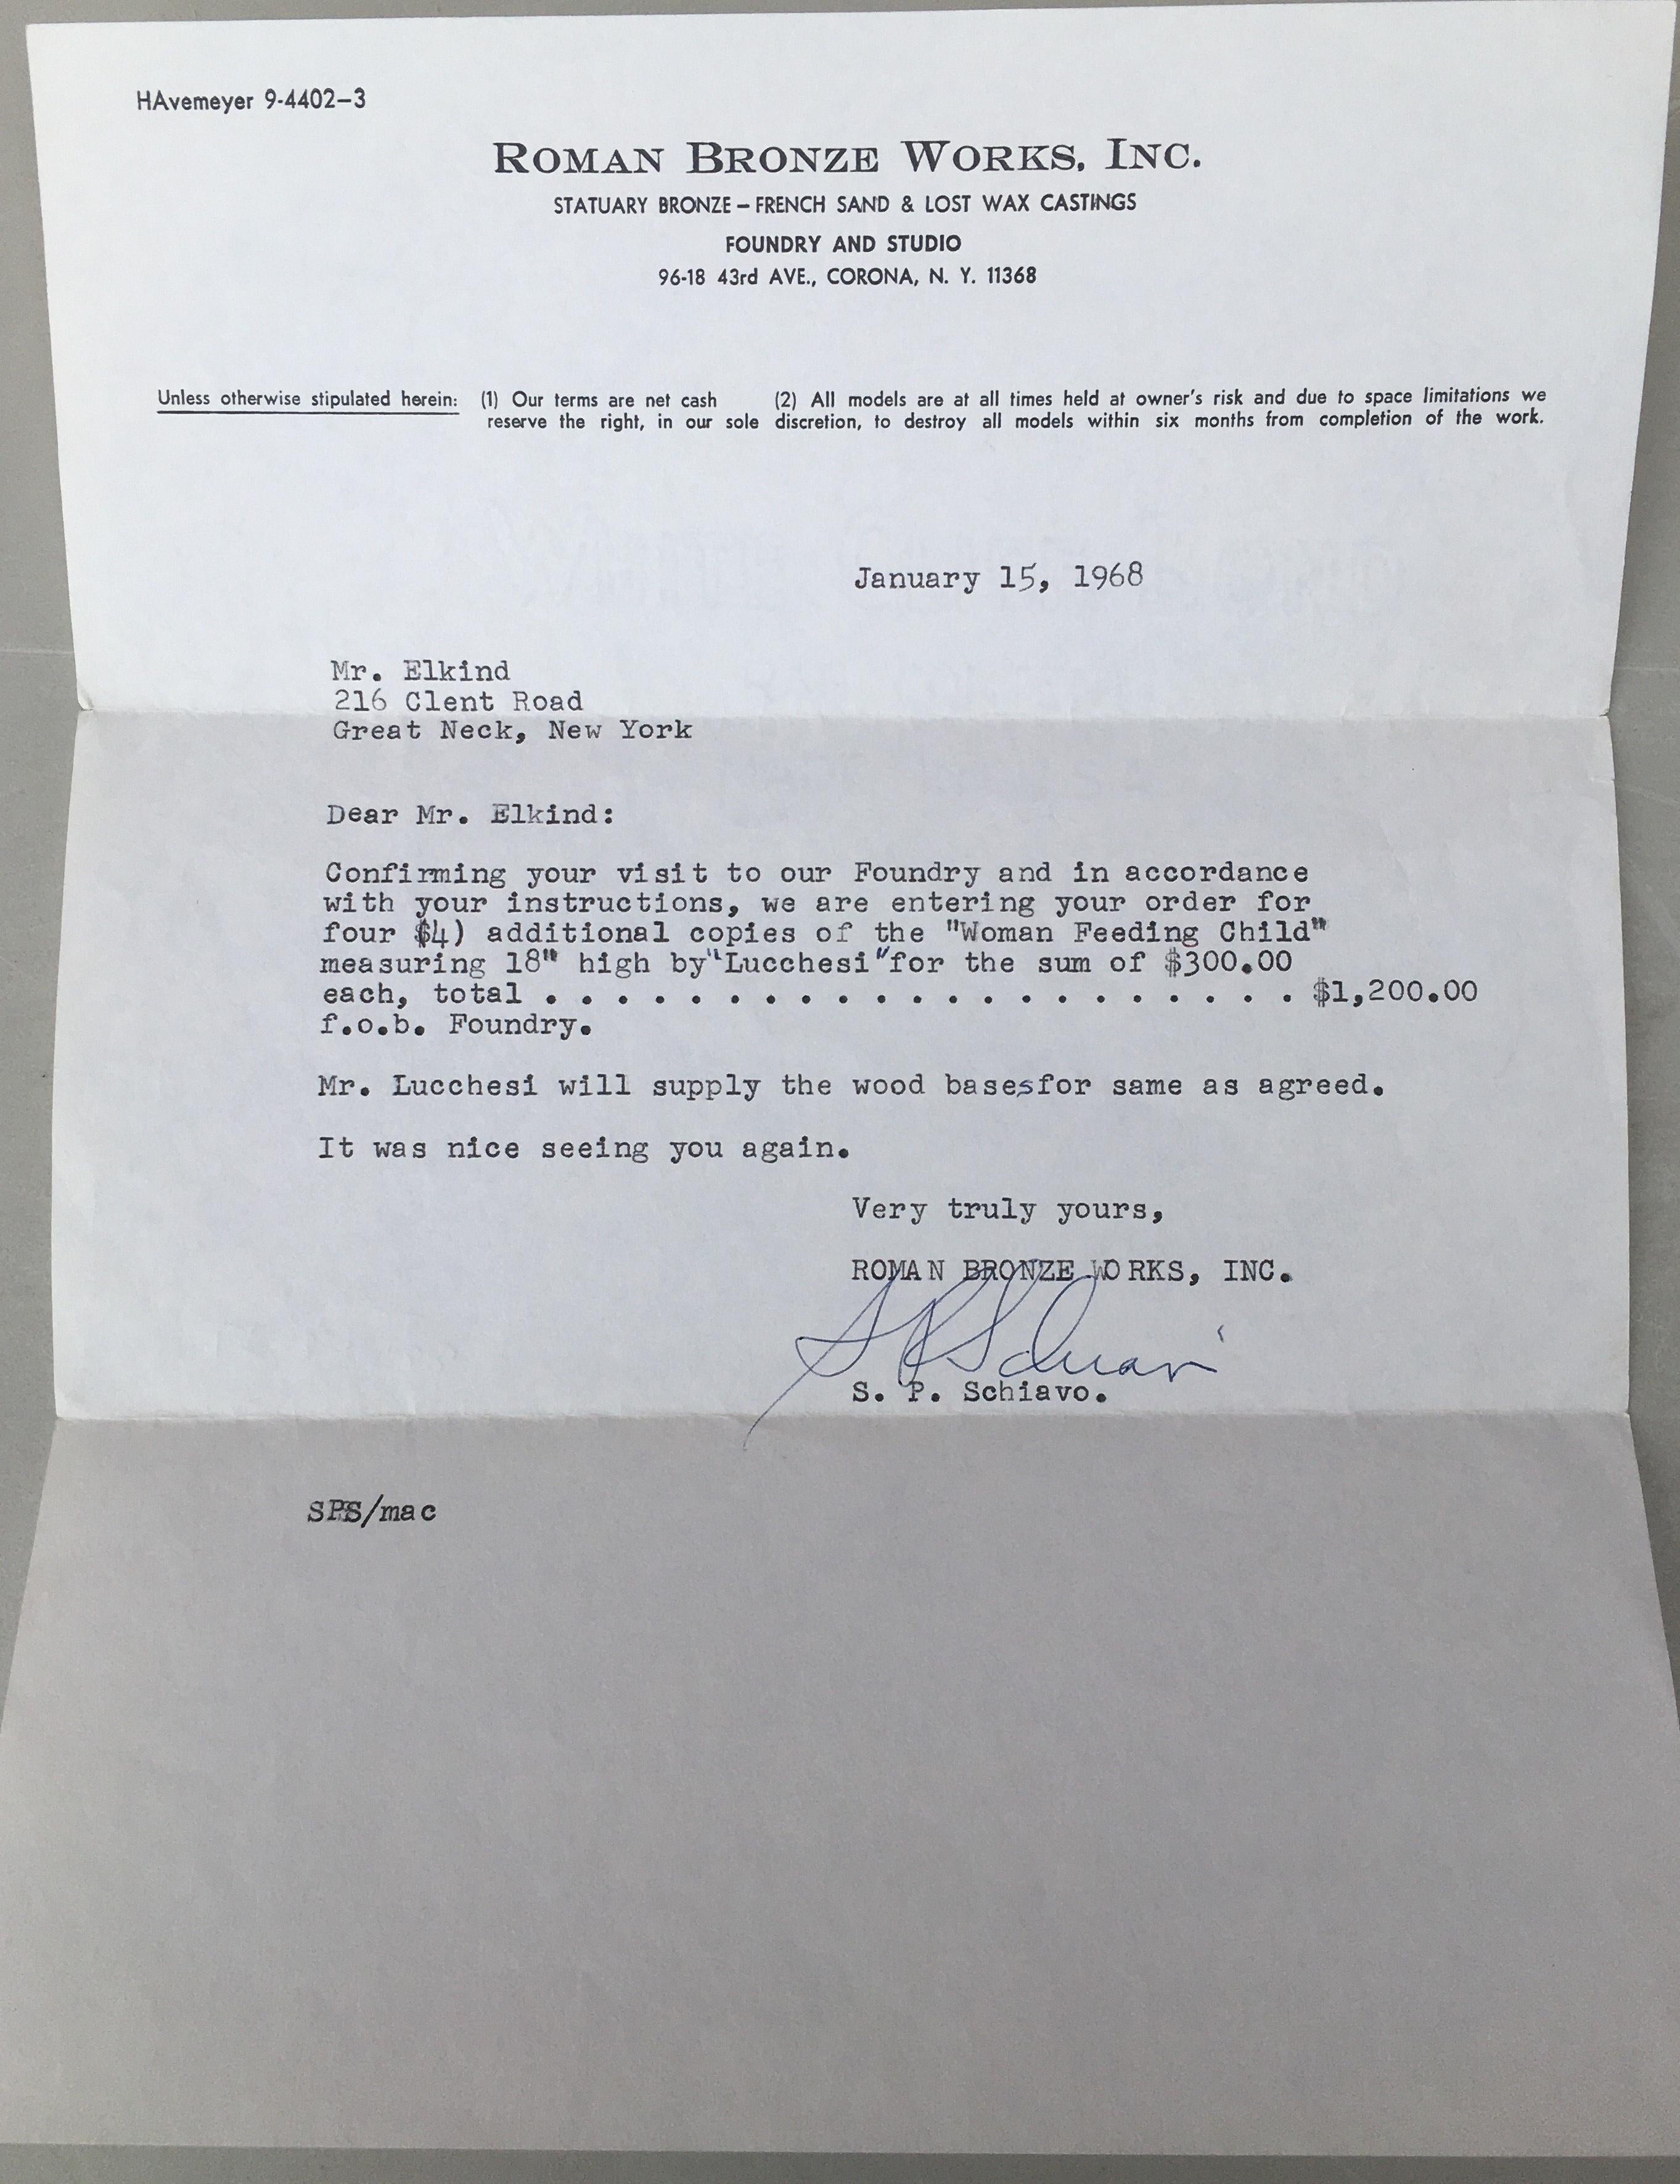 HAvemeyer 9-4402-3
ROMAN BRONZE WORKS, INC.
STATUARY BRONZE – FRENCH SAND & LOST WAX CASTINGS
FOUNDRY AND STUDIO
96-18 43rd AVE., CORONA, N. Y. 11368
Unless otherwise stipulated herein: (1) Our terms are net cash (2) All models are at all times held at owner's risk and due to space limitations we
reserve the right, in our sole discretion, to destroy all models within six months from completion of the work.
January 15, 1968
Mr. Elkind
216 Clent Road
Great Neck, New York
Dear Mr. Elkind:
Confirming your visit to our Foundry and in accordance
with your instructions, we are entering your order for
four $4) additional copies of the "Woman Feeding Child"
measuring 18" high by "Lucchesi" for the sum of $300.00
each, total . . . . . . . . . . . . . . . . . . . . . $1,200.00
f.o.b. Foundry.
Mr. Lucchesi will supply the wood bases for same as agreed.
It was nice seeing you again.
Very truly yours,
ROMAN BRONZE WORKS, INC.
S P Schiavo
S. P. Schiavo.
SPS/mac